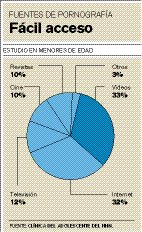 FUENTES DE PORNOGRAFÍA
Fácil acceso
ESTUDIO EN MENORES DE EDAD
Revistas
10%
Otros
3%
Cine
10%
Videos
33%
Televisión
12%
Internet
32%
FUENTE: CLÍNICA DEL ADOLESCENTE DEL HNN.